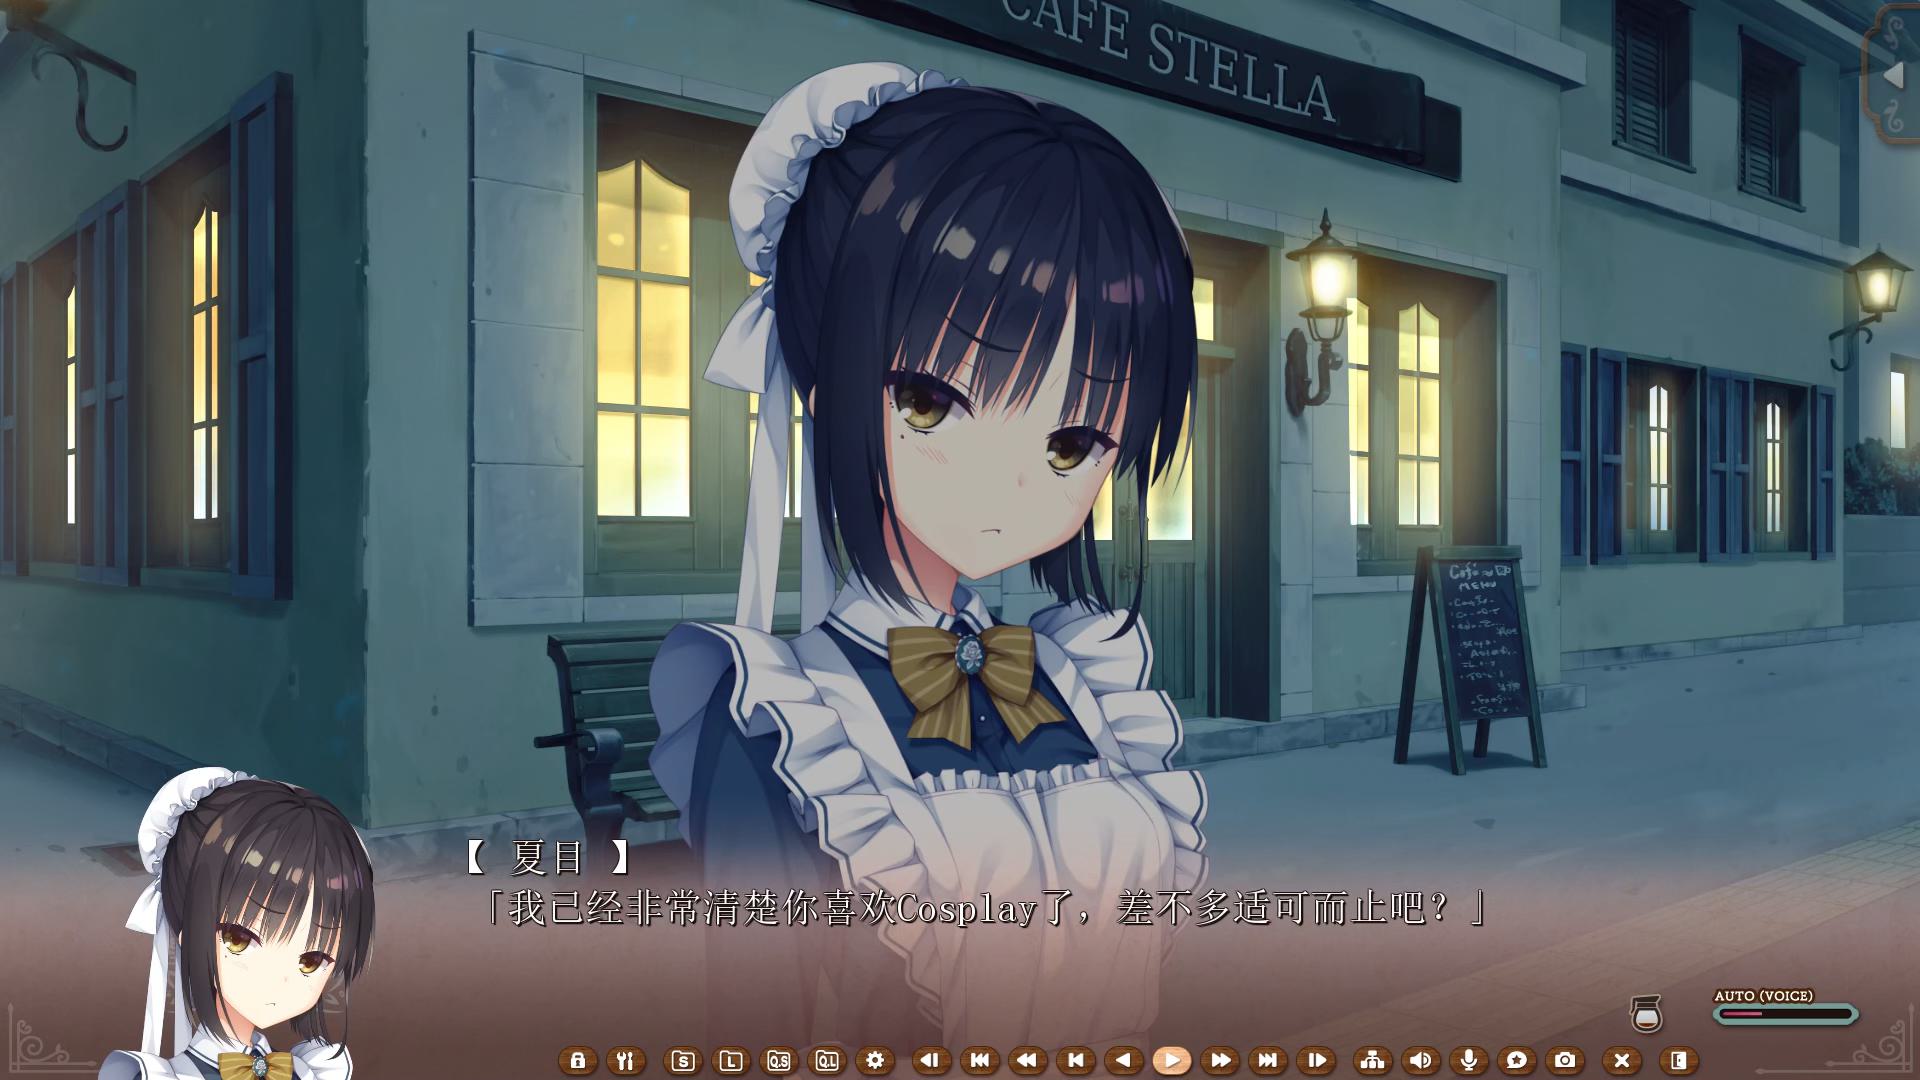 CAFE STELLA
Cafe
MENU
【 夏目 】
「我已经非常清楚你喜欢Cosplay了，差不多适可而止吧？」
AUTO (VOICE)
S
L
Q.S
Q.L